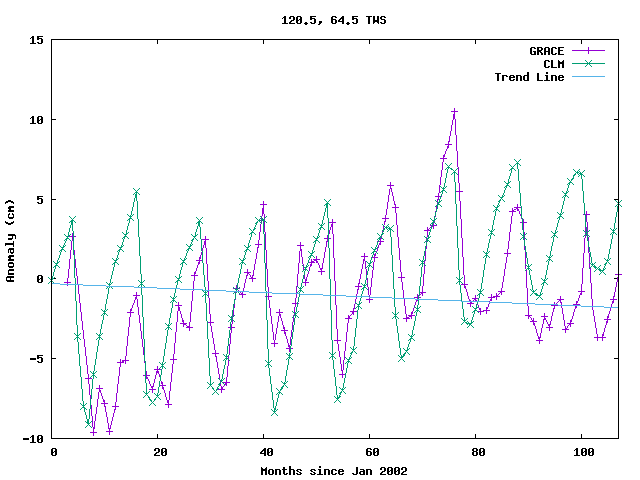 120.5, 64.5 TWS
GRACE
CLM
Trend Line
15
10
5
0
-5
-10
Anomaly (cm)
0 20 40 60 80 100
Months since Jan 2002